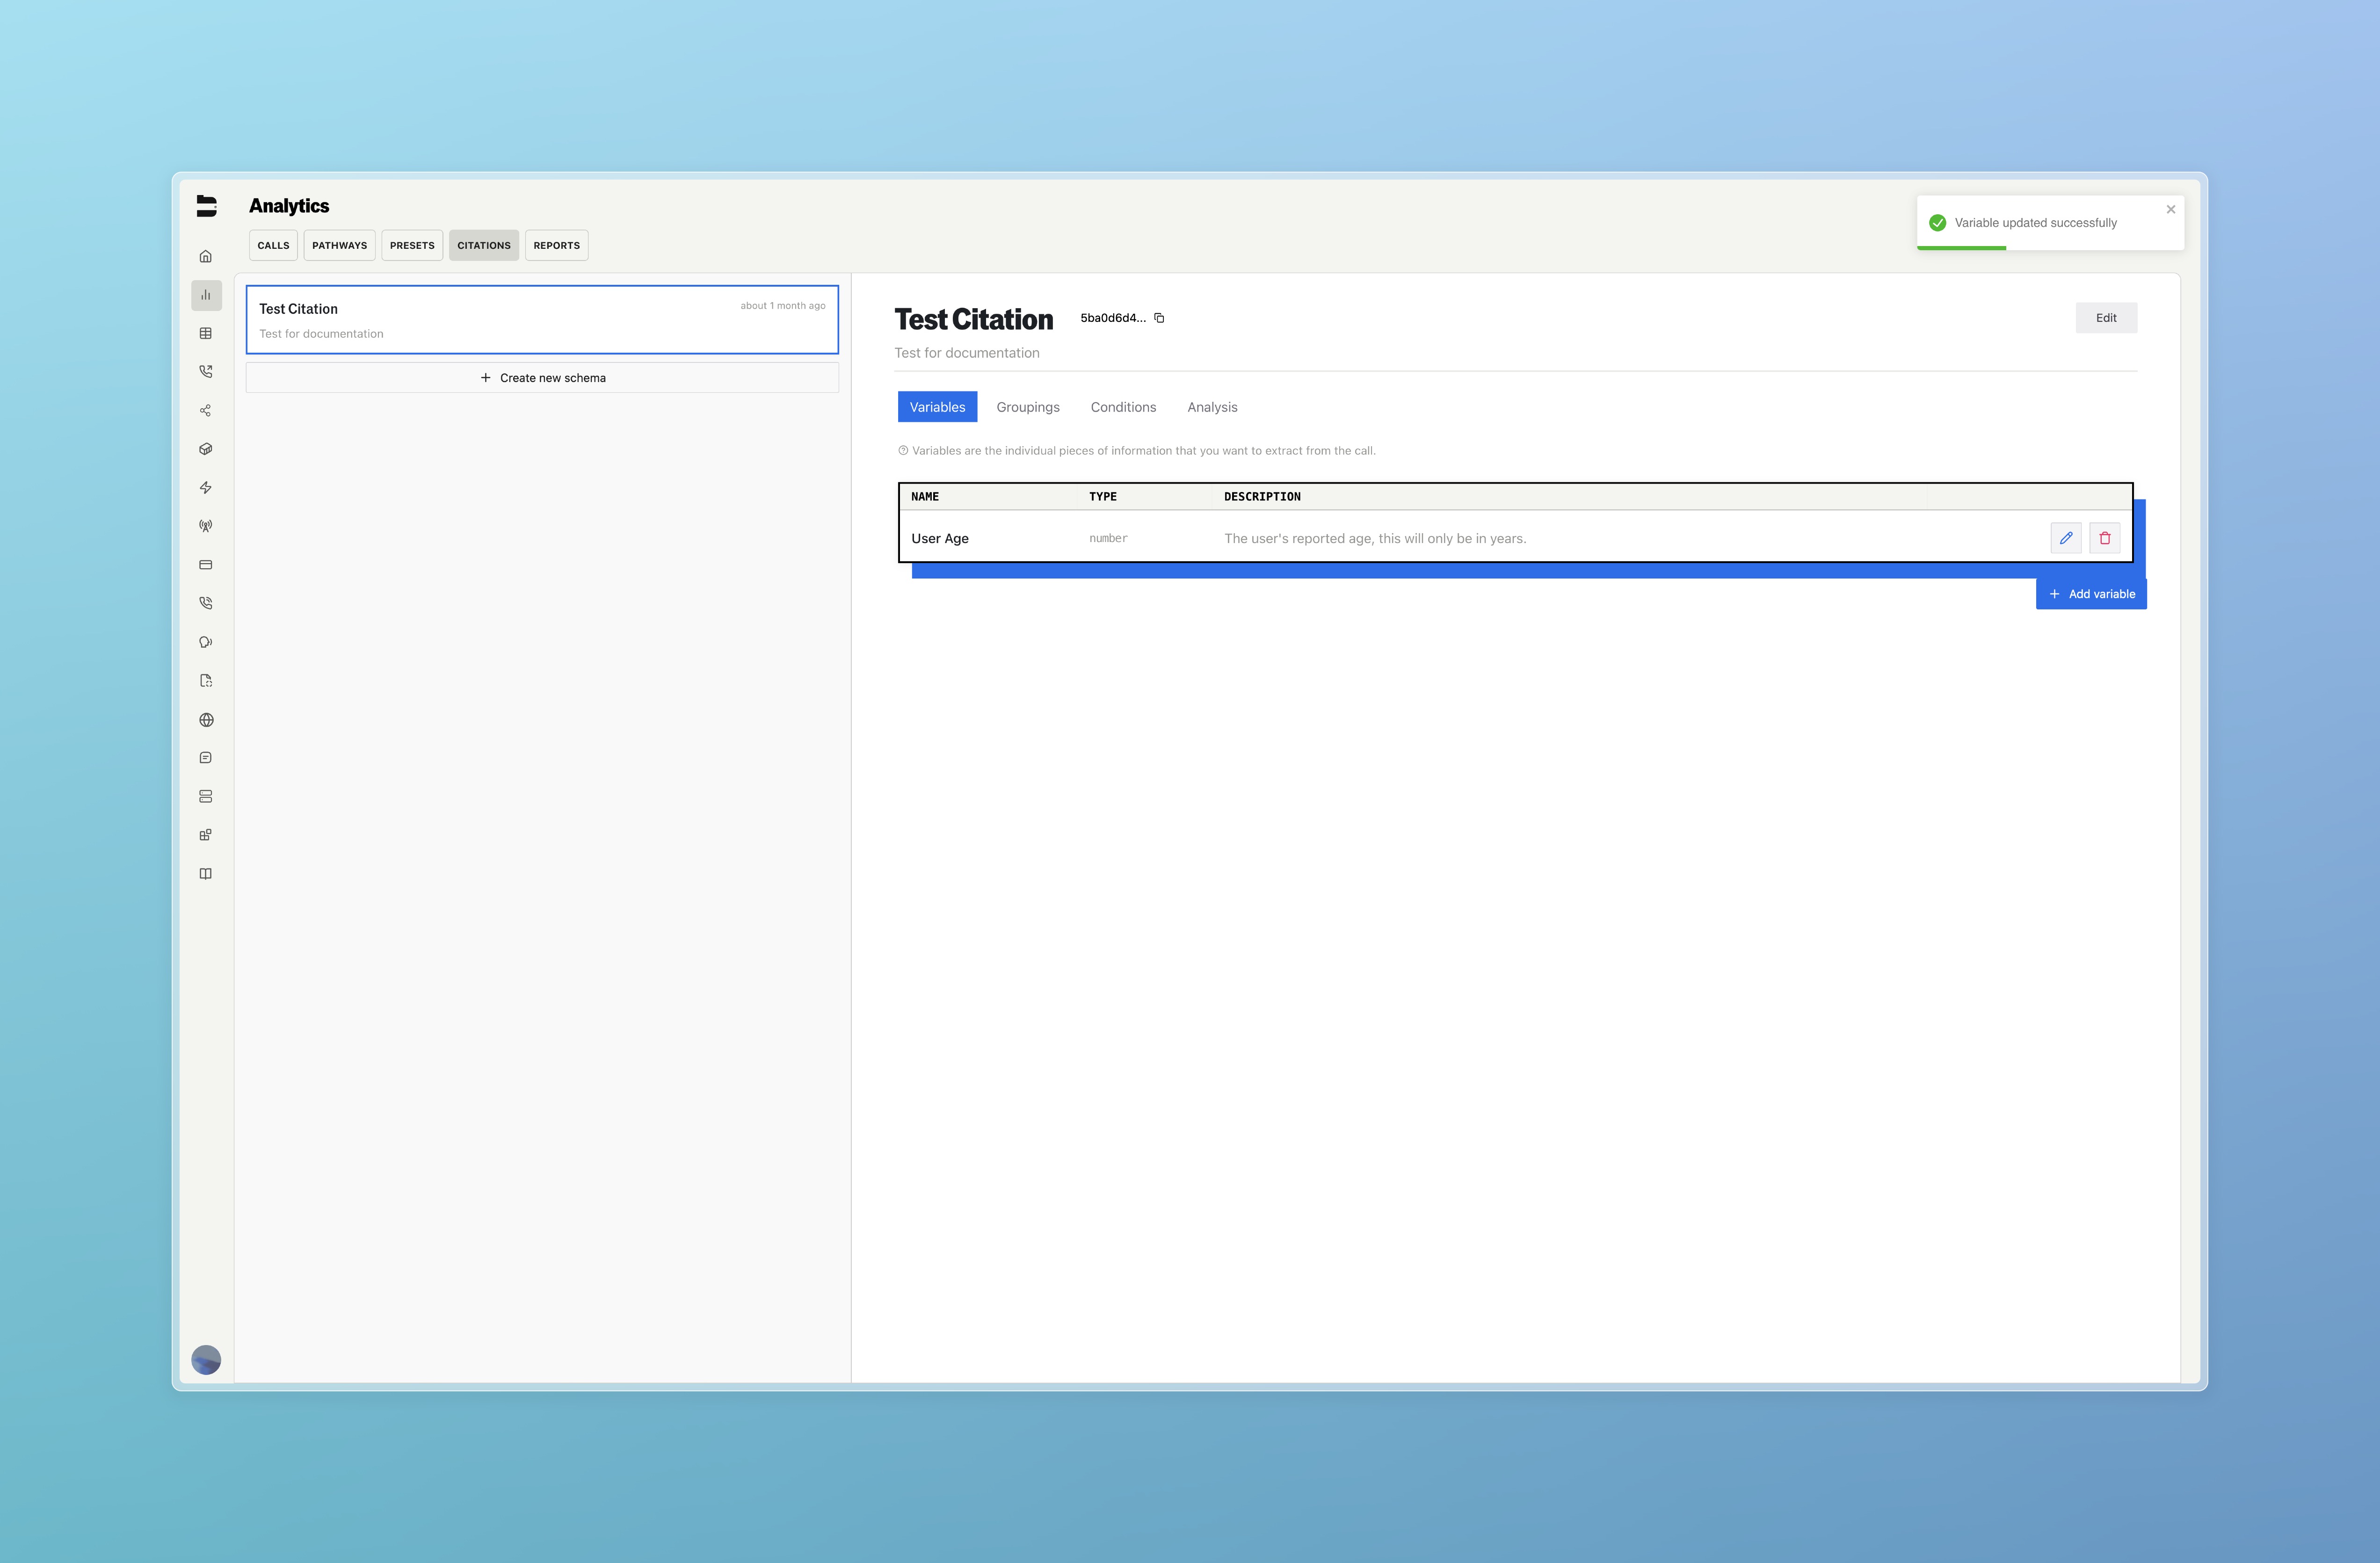 Analytics
CALLS PATHWAYS PRESETS CITATIONS REPORTS
Variable updated successfully
Test Citation about 1 month ago
Test for documentation
Create new schema
Test Citation 5ba0d6d4... Edit
Test for documentation
Variables Groupings Conditions Analysis
Variables are the individual pieces of information that you want to extract from the call.
NAME TYPE DESCRIPTION
User Age number The user's reported age, this will only be in years.
Add variable